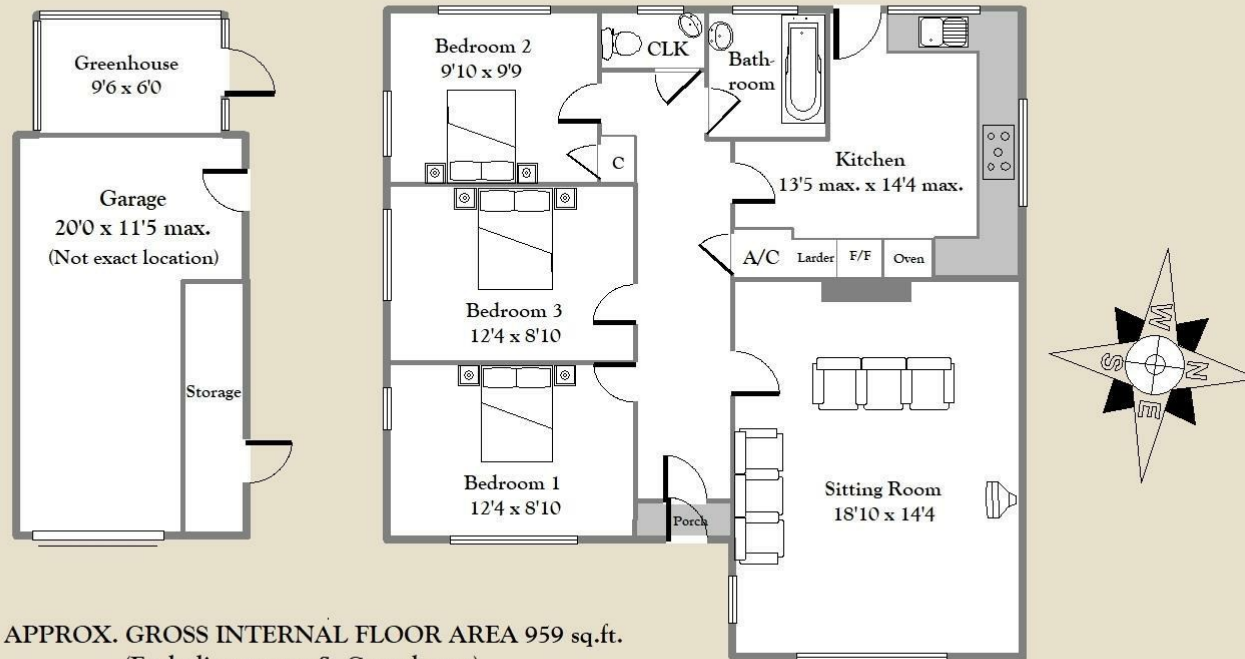 Greenhouse
9'6 x 6'0
Garage
20'0 x 11'5 max.
(Not exact location)
Storage
Bedroom 2
9'10 x 9'9
CLK
Bath-
room
C
Kitchen
13'5 max. x 14'4 max.
A/C
Larder
F/F
Oven
Bedroom 3
12'4 x 8'10
Bedroom 1
12'4 x 8'10
Porch
Sitting Room
18'10 x 14'4
W
S
N
E
APPROX. GROSS INTERNAL FLOOR AREA 959 sq.ft.